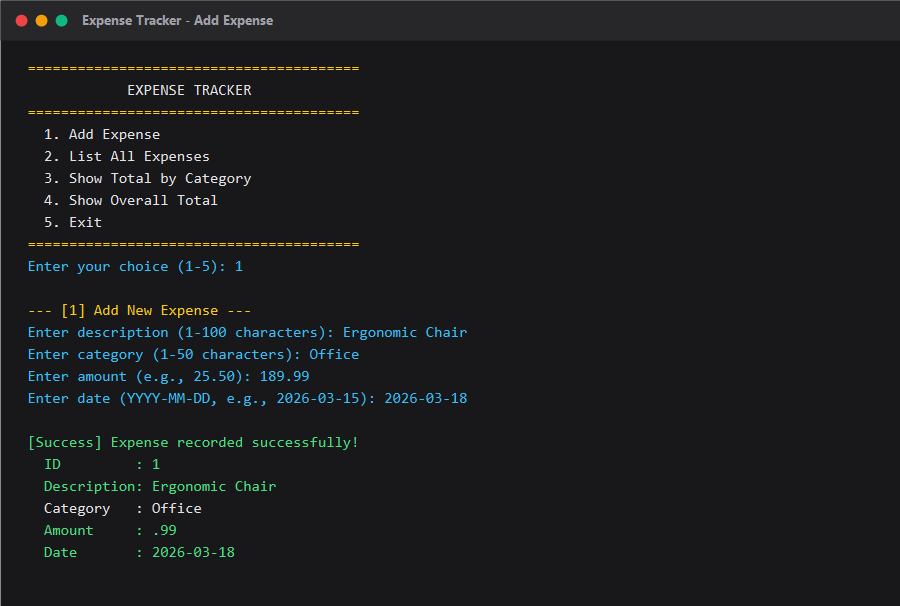 Expense Tracker - Add Expense
========================================
EXPENSE TRACKER
========================================
1. Add Expense
2. List All Expenses
3. Show Total by Category
4. Show Overall Total
5. Exit
========================================
Enter your choice (1-5): 1
--- [1] Add New Expense ---
Enter description (1-100 characters): Ergonomic Chair
Enter category (1-50 characters): Office
Enter amount (e.g., 25.50): 189.99
Enter date (YYYY-MM-DD, e.g., 2026-03-15): 2026-03-18
[Success] Expense recorded successfully!
ID         : 1
Description: Ergonomic Chair
Category   : Office
Amount     : .99
Date       : 2026-03-18